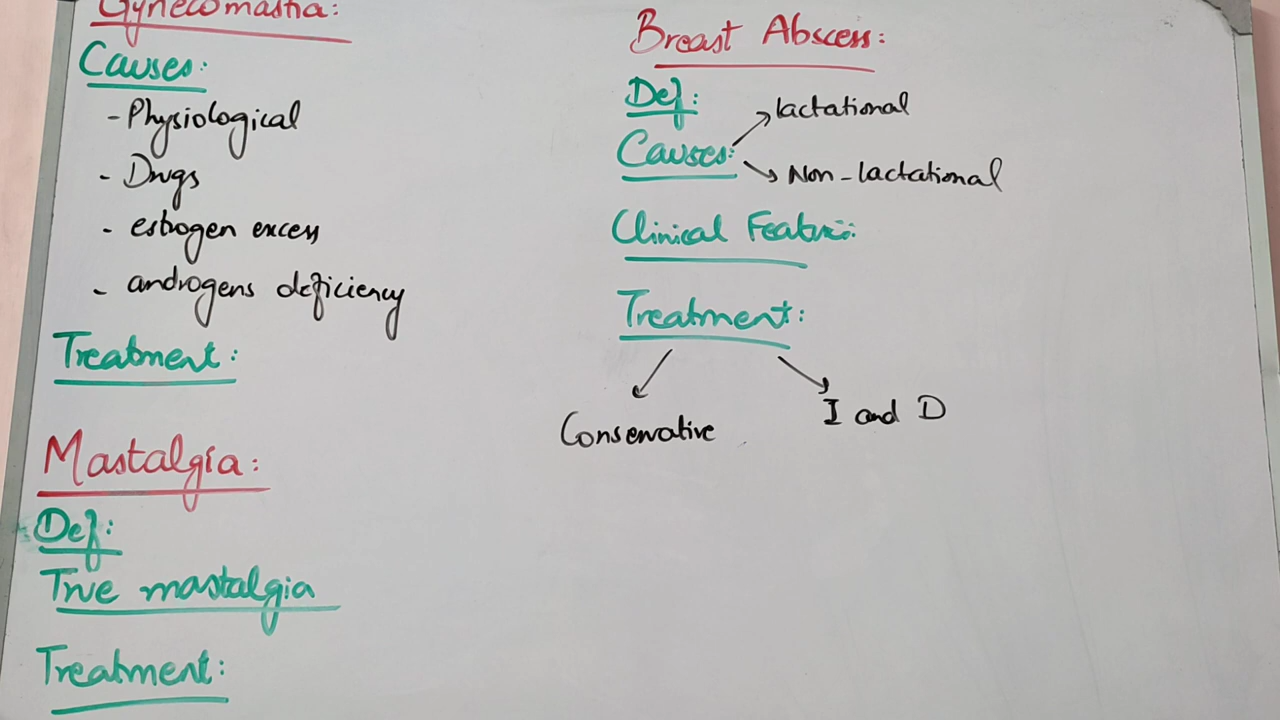 Gynecomastia:
Causes:
- Physiological
- Drugs
- estrogen excess
- androgens deficiency
Treatment:
Mastalgia:
Def:
True mastalgia
Treatment:
Breast Abscess:
Def:
Causes:
lactational
Non-lactational
Clinical Features:
Treatment:
Conservative
I and D